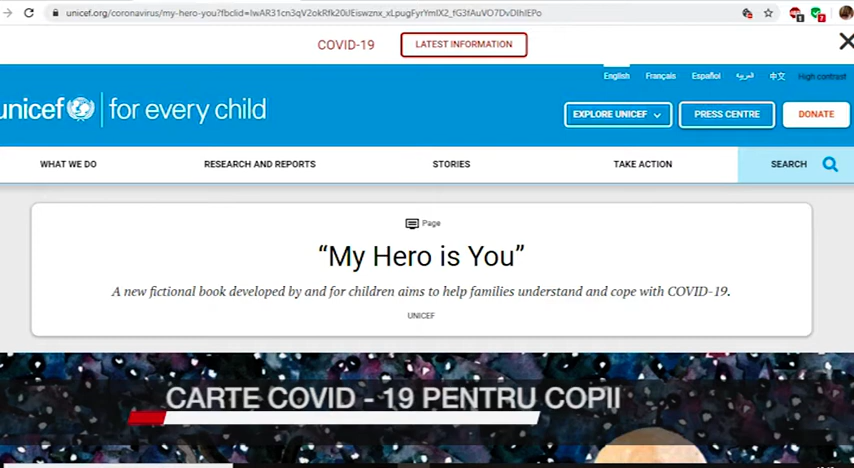 unicef.org/coronavirus/my-hero-you?fbclid=IwAR31cn3qV2okRfk20iJEiswznx_xLpugFyrYmIX2_fG3fAuVO7DvDIhIEPo
COVID-19 LATEST INFORMATION
English Français Español العربية 中文 High contrast
unicef for every child
EXPLORE UNICEF PRESS CENTRE DONATE
WHAT WE DO RESEARCH AND REPORTS STORIES TAKE ACTION SEARCH
Page
“My Hero is You”
A new fictional book developed by and for children aims to help families understand and cope with COVID-19.
UNICEF
CARTE COVID - 19 PENTRU COPII